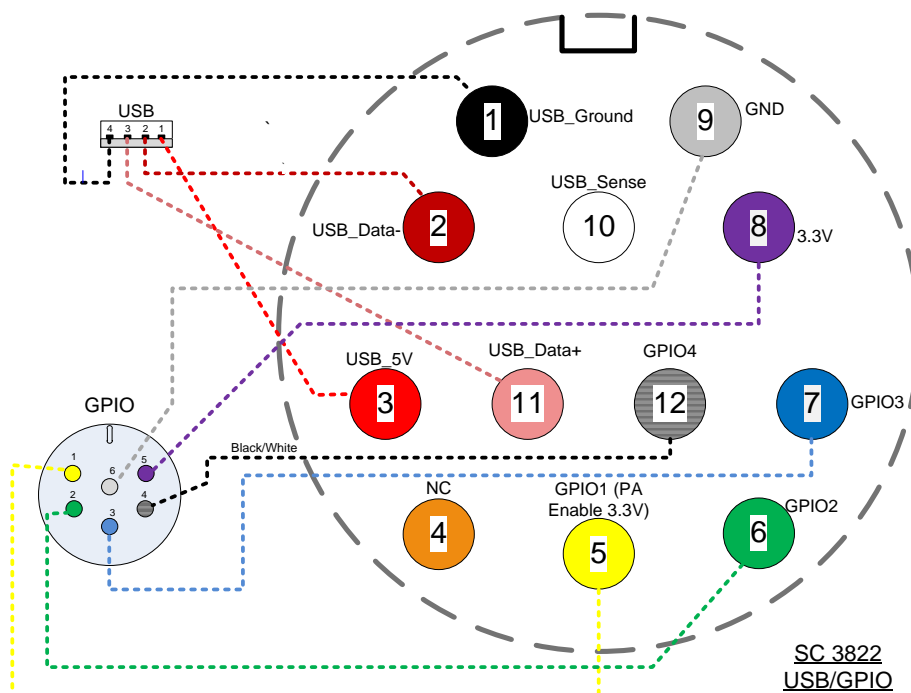 USB
4 3 2 1
1
USB_Ground
9
GND
USB_Sense
USB_Data-
2
10
8
3.3V
USB_5V
USB_Data+
GPIO4
3
11
12
7
GPIO3
GPIO
1
5
6
2
4
3
Black/White
NC
4
GPIO1 (PA
Enable 3.3V)
5
6
GPIO2
SC 3822
USB/GPIO